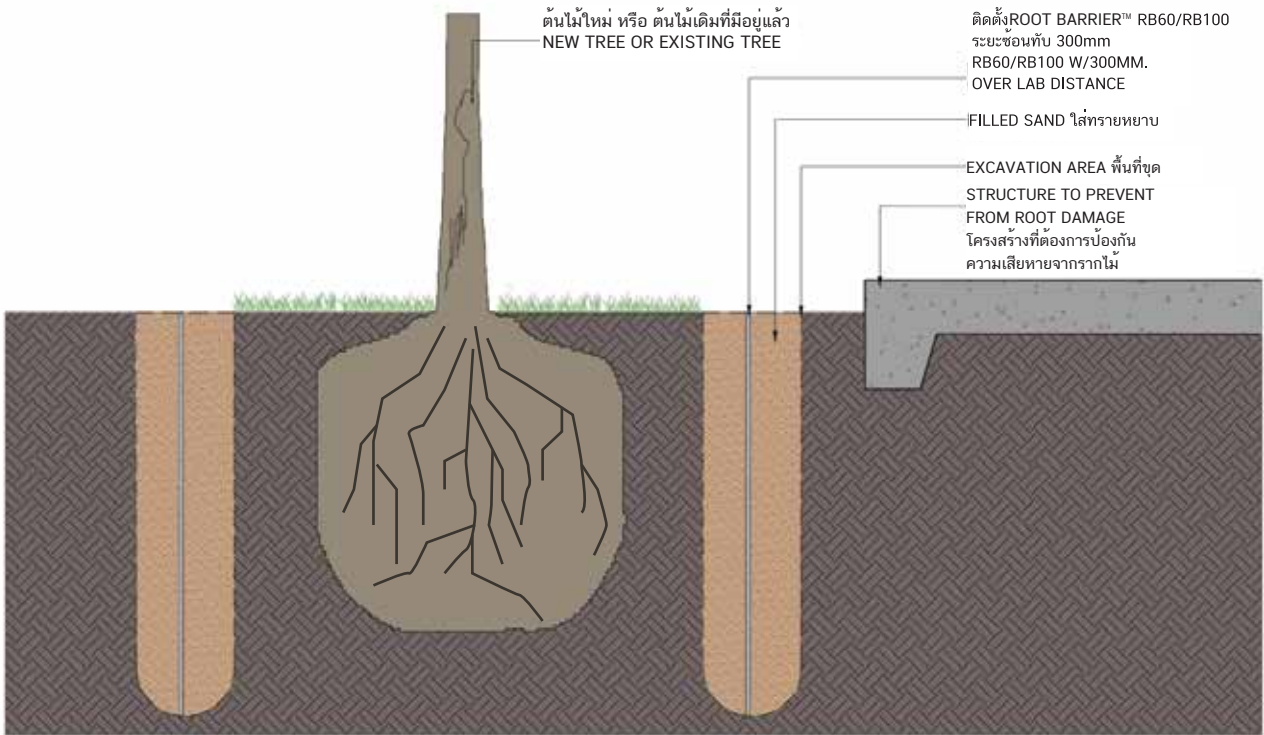 ต้นไม้ใหม่ หรือ ต้นไม้เดิมที่มีอยู่แล้ว
NEW TREE OR EXISTING TREE
ติดตั้งROOT BARRIER™ RB60/RB100
ระยะซ้อนทับ 300mm
RB60/RB100 W/300MM.
OVER LAB DISTANCE
FILLED SAND ใส่ทรายหยาบ
EXCAVATION AREA พื้นที่ขุด
STRUCTURE TO PREVENT
FROM ROOT DAMAGE
โครงสร้างที่ต้องการป้องกัน
ความเสียหายจากรากไม้